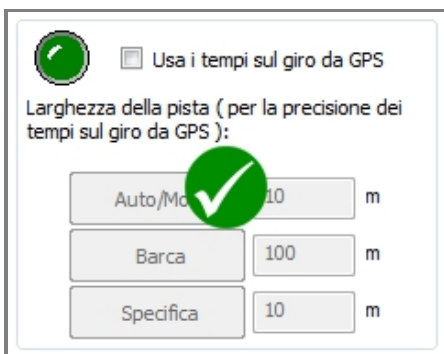 Usa i tempi sul giro da GPS
Larghezza della pista ( per la precisione dei
tempi sul giro da GPS ):
10 m
Barca 100 m
Specifica 10 m